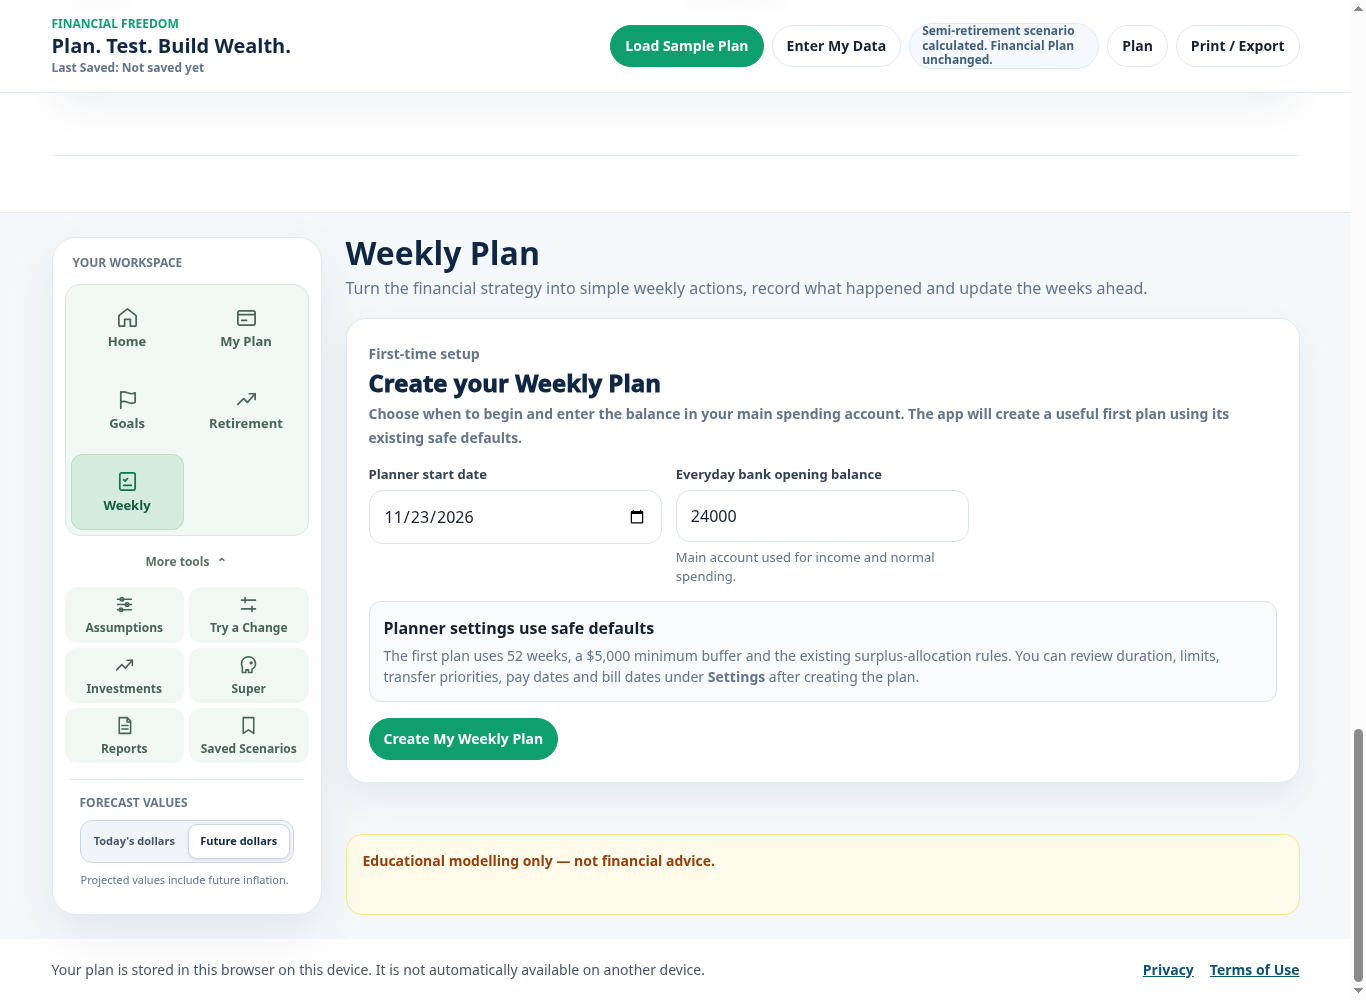 FINANCIAL FREEDOM
Plan. Test. Build Wealth.
Last Saved: Not saved yet
Load Sample Plan
Enter My Data
Semi-retirement scenario
calculated. Financial Plan
unchanged.
Plan
Print / Export
YOUR WORKSPACE
Home
My Plan
Goals
Retirement
Weekly
More tools
Assumptions
Try a Change
Investments
Super
Reports
Saved Scenarios
FORECAST VALUES
Today's dollars
Future dollars
Projected values include future inflation.
Weekly Plan
Turn the financial strategy into simple weekly actions, record what happened and update the weeks ahead.
First-time setup
Create your Weekly Plan
Choose when to begin and enter the balance in your main spending account. The app will create a useful first plan using its
existing safe defaults.
Planner start date
11/23/2026
Everyday bank opening balance
24000
Main account used for income and normal
spending.
Planner settings use safe defaults
The first plan uses 52 weeks, a $5,000 minimum buffer and the existing surplus-allocation rules. You can review duration, limits,
transfer priorities, pay dates and bill dates under Settings after creating the plan.
Create My Weekly Plan
Educational modelling only — not financial advice.
Your plan is stored in this browser on this device. It is not automatically available on another device.
Privacy
Terms of Use